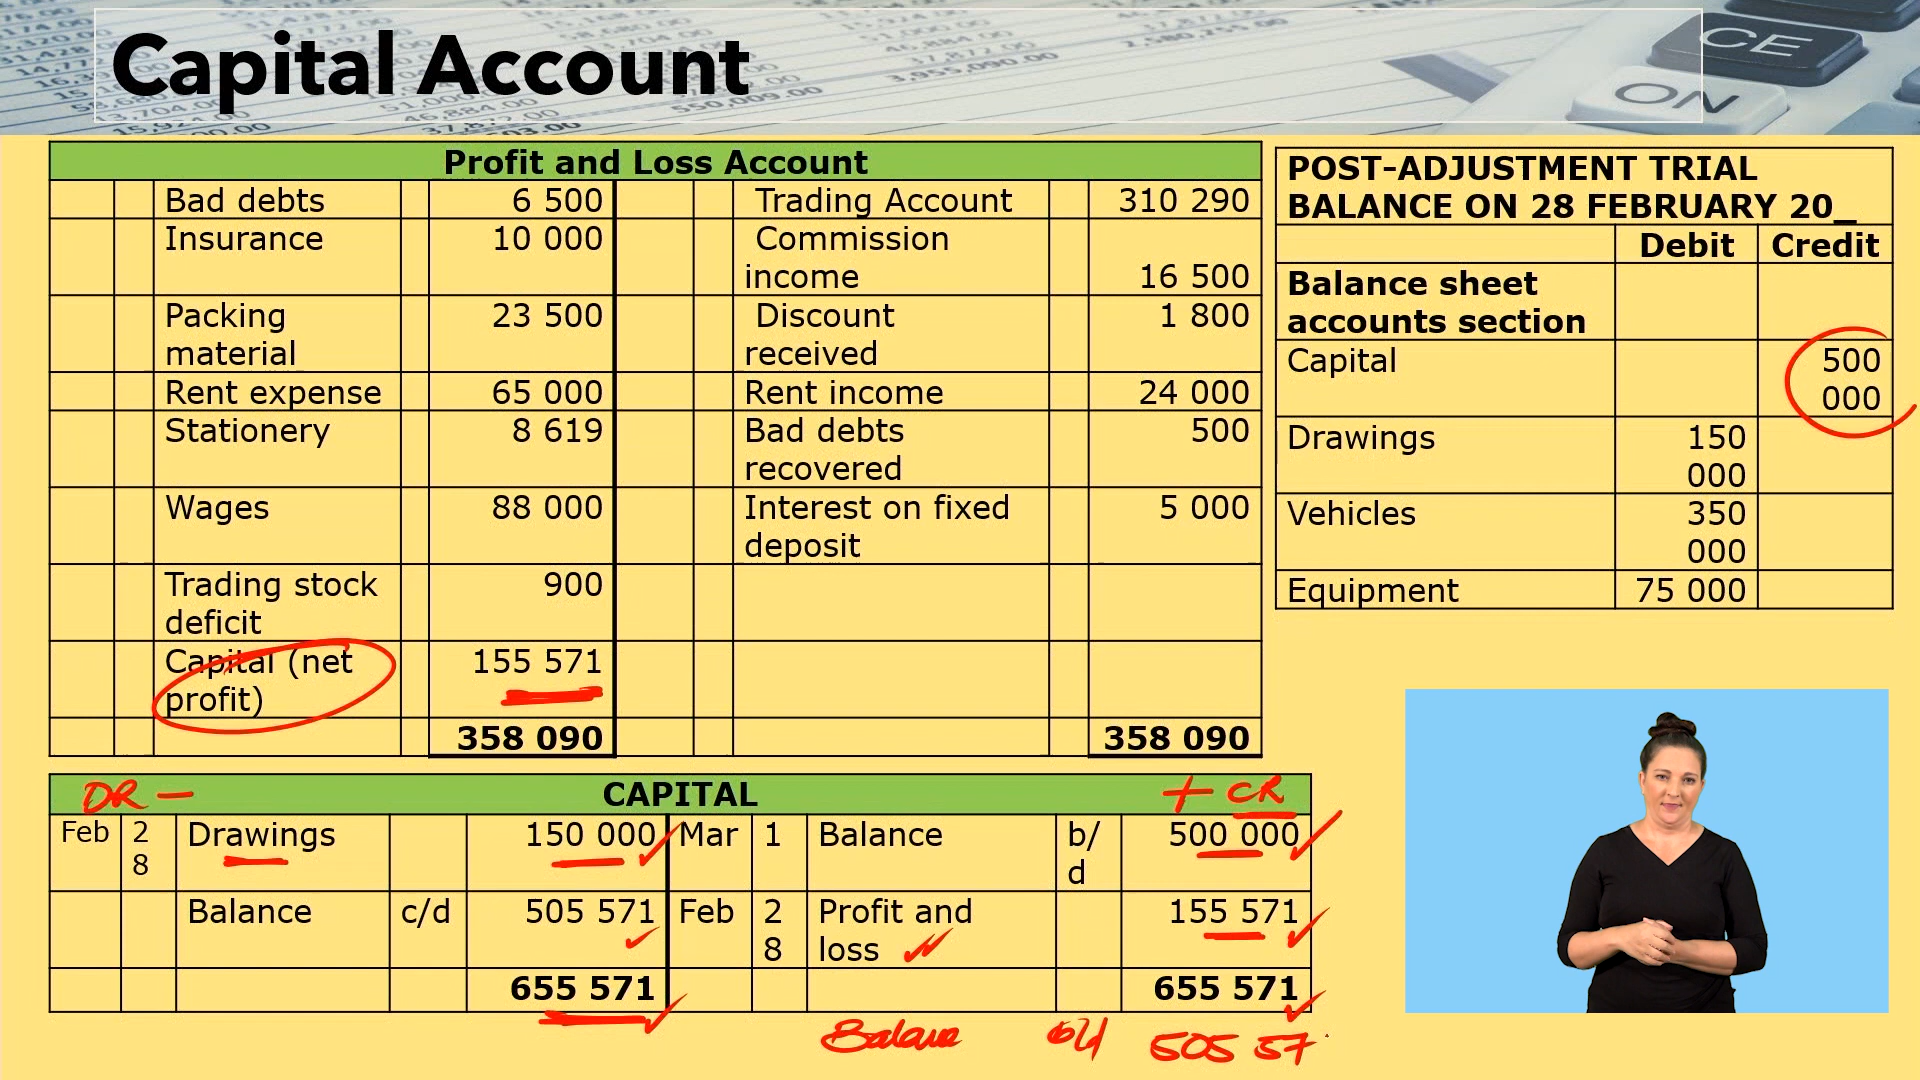 Capital Account
Profit and Loss Account
Bad debts 6 500 Trading Account 310 290
Insurance 10 000 Commission
income 16 500
Packing 23 500 Discount 1 800
material received
Rent expense 65 000 Rent income 24 000
Stationery 8 619 Bad debts 500
recovered
Wages 88 000 Interest on fixed 5 000
deposit
Trading stock 900
deficit
Capital (net 155 571
profit)
358 090 358 090
POST-ADJUSTMENT TRIAL
BALANCE ON 28 FEBRUARY 20_
Debit Credit
Balance sheet
accounts section
Capital 500
000
Drawings 150
000
Vehicles 350
000
Equipment 75 000
DR - CAPITAL + CR
Feb 2 Drawings 150 000 Mar 1 Balance b/ 500 000
8 d
Balance c/d 505 571 Feb 2 Profit and 155 571
8 loss
655 571 655 571
Balance b/d 505 57
CE
ON